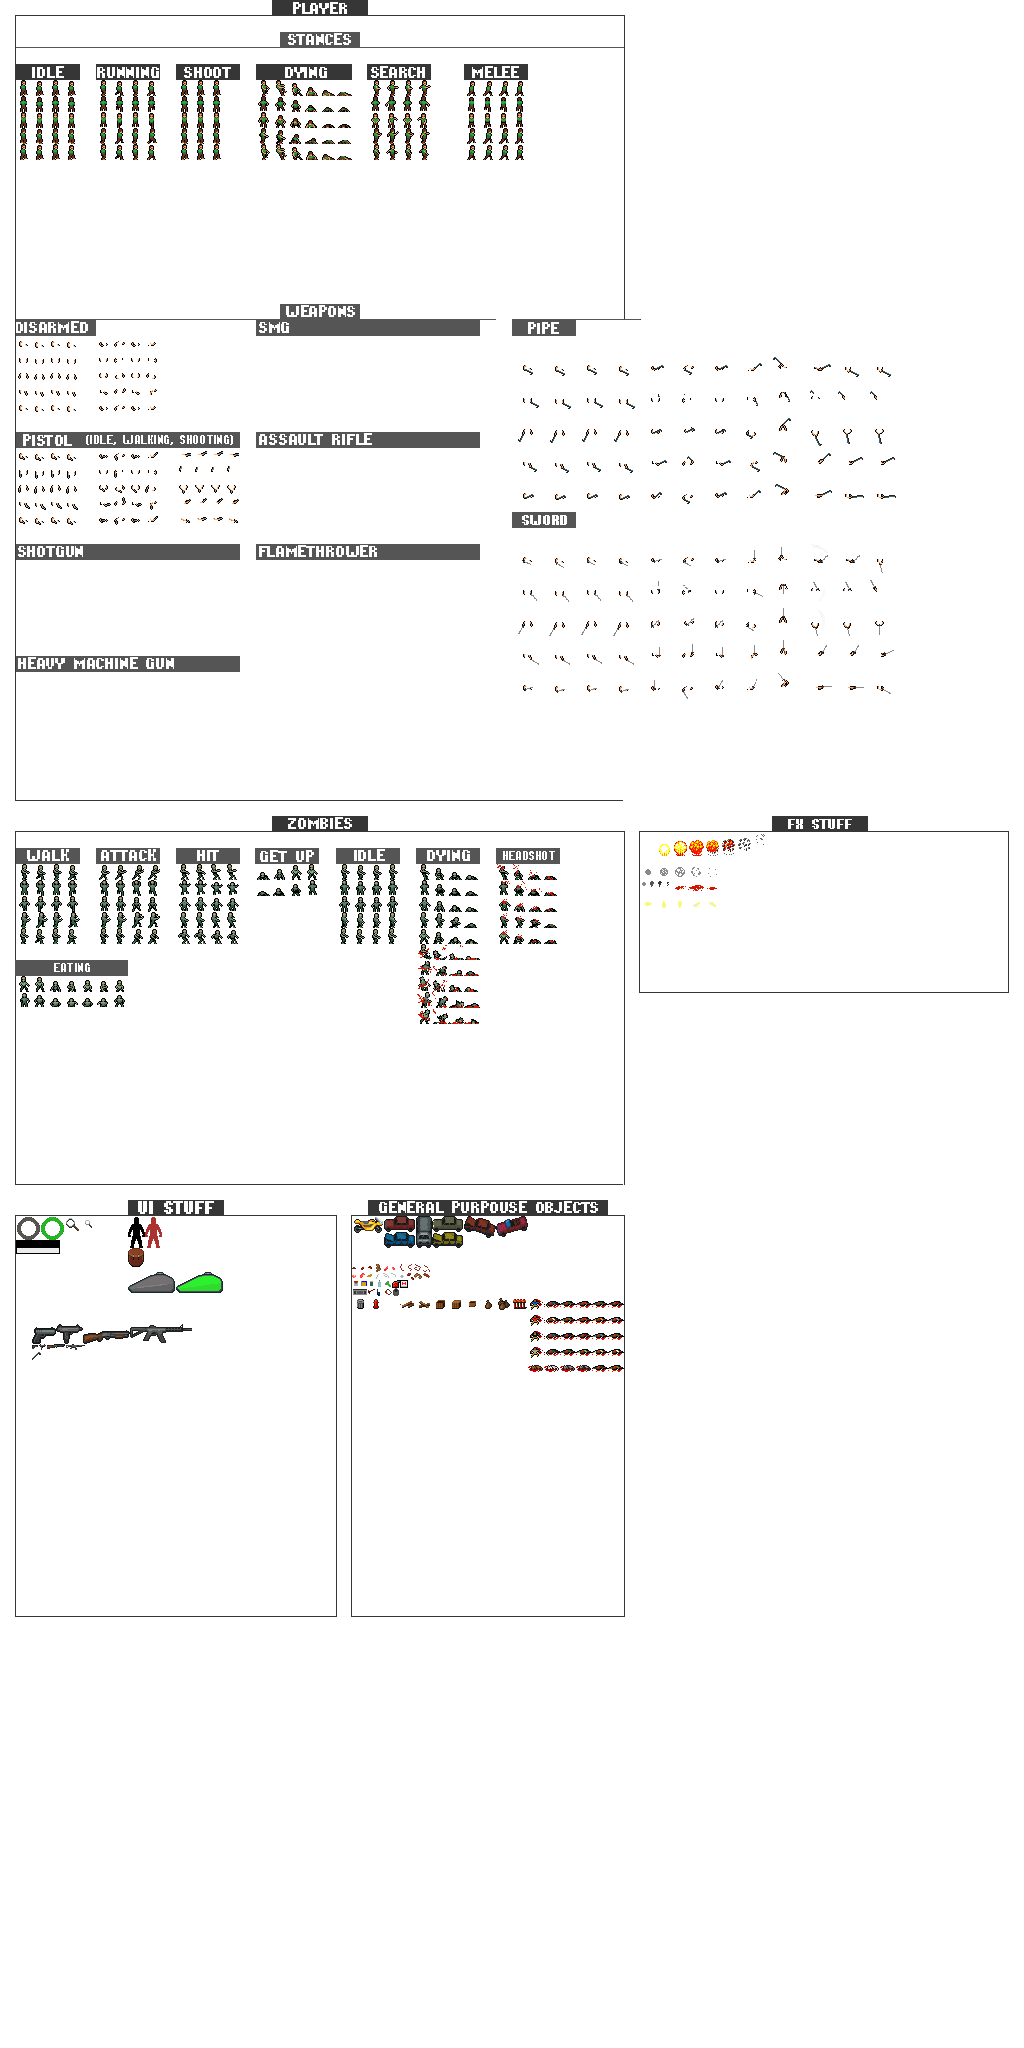 PLAYER
STANCES
IDLE RUNNING SHOOT DYING SEARCH MELEE
WEAPONS
DISARMED SMG PIPE
PISTOL (IDLE, WALKING, SHOOTING) ASSAULT RIFLE
SWORD
SHOTGUN FLAMETHROWER
HEAVY MACHINE GUN
ZOMBIES FX STUFF
WALK ATTACK HIT GET UP IDLE DYING HEADSHOT
EATING
UI STUFF GENERAL PURPOUSE OBJECTS